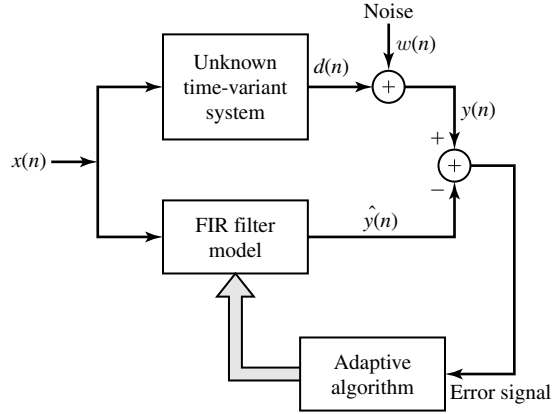 Noise
w(n)
Unknown
time-variant
system
d(n)
+
y(n)
x(n)
+
+
−
FIR filter
model
ŷ(n)
Adaptive
algorithm
Error signal